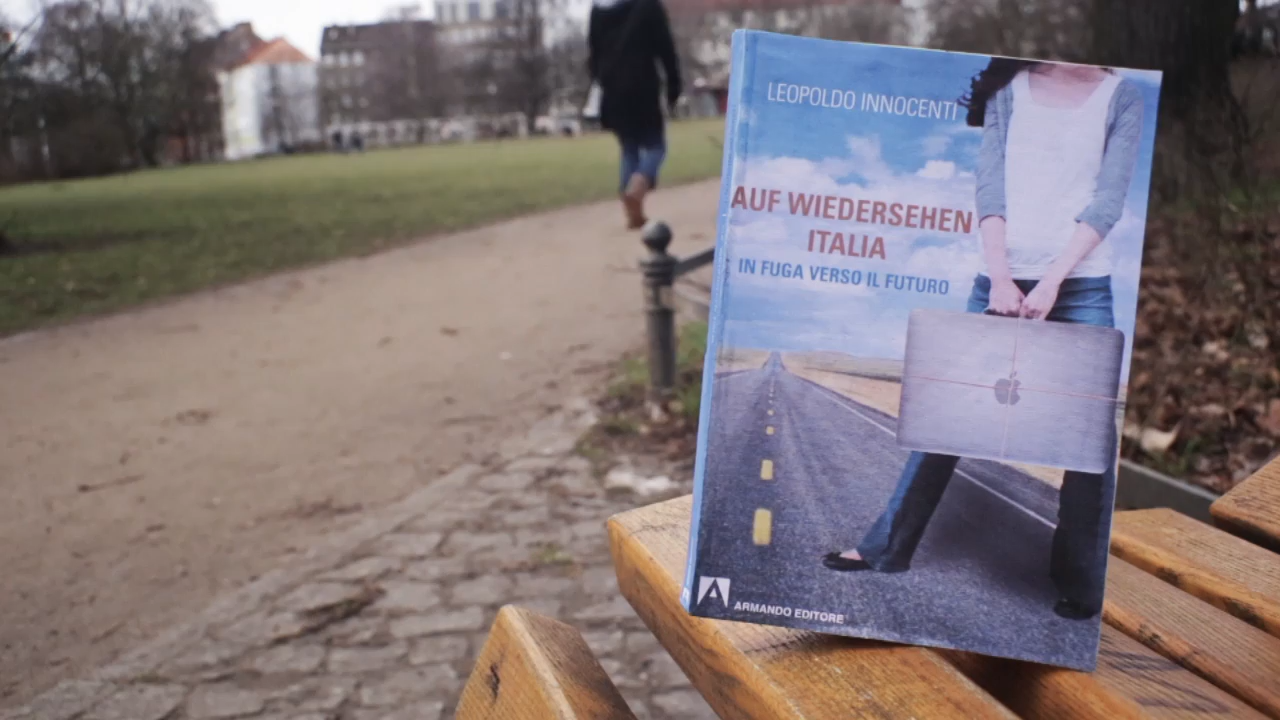 LEOPOLDO INNOCENTI
AUF WIEDERSEHEN
ITALIA
IN FUGA VERSO IL FUTURO
ARMANDO EDITORE